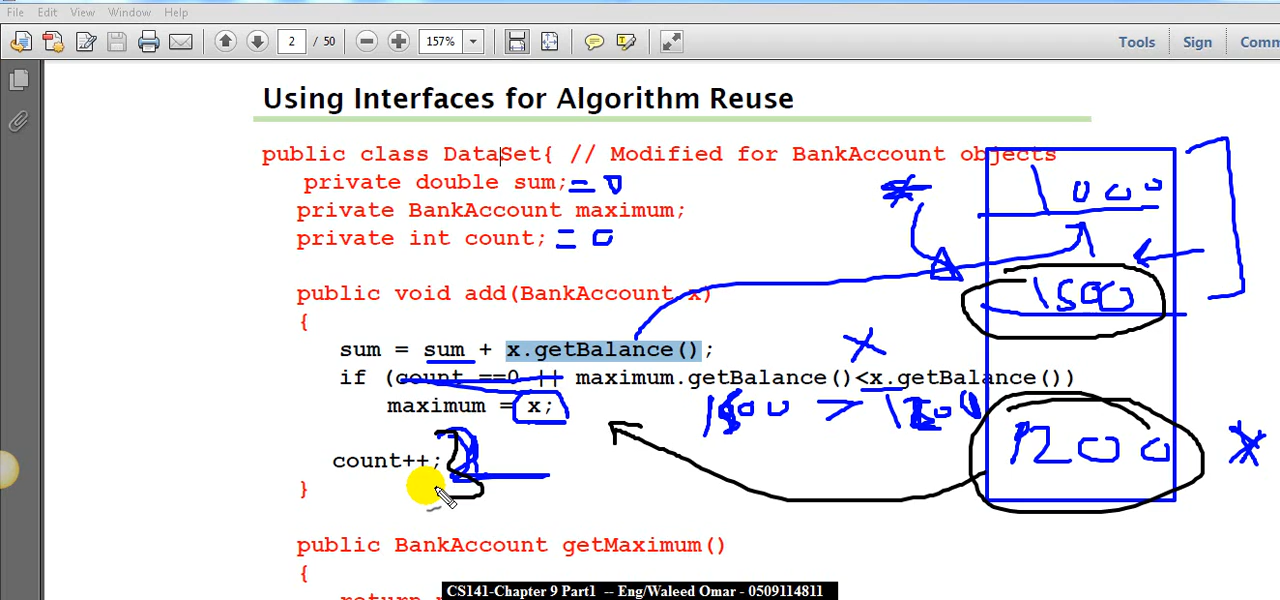 File Edit View Window Help
2 / 50 157% Tools Sign Comm
Using Interfaces for Algorithm Reuse
public class DataSet{ // Modified for BankAccount objects
private double sum; = 0
1000
private BankAccount maximum;
private int count; = 0
public void add(BankAccount x)
1500
{
sum = sum + x.getBalance();
x
if (count ==0 || maximum.getBalance()<x.getBalance())
maximum = x;
1200
count++;
}
public BankAccount getMaximum()
{
CS141-Chapter 9 Part1 -- Eng/Waleed Omar - 0509114811